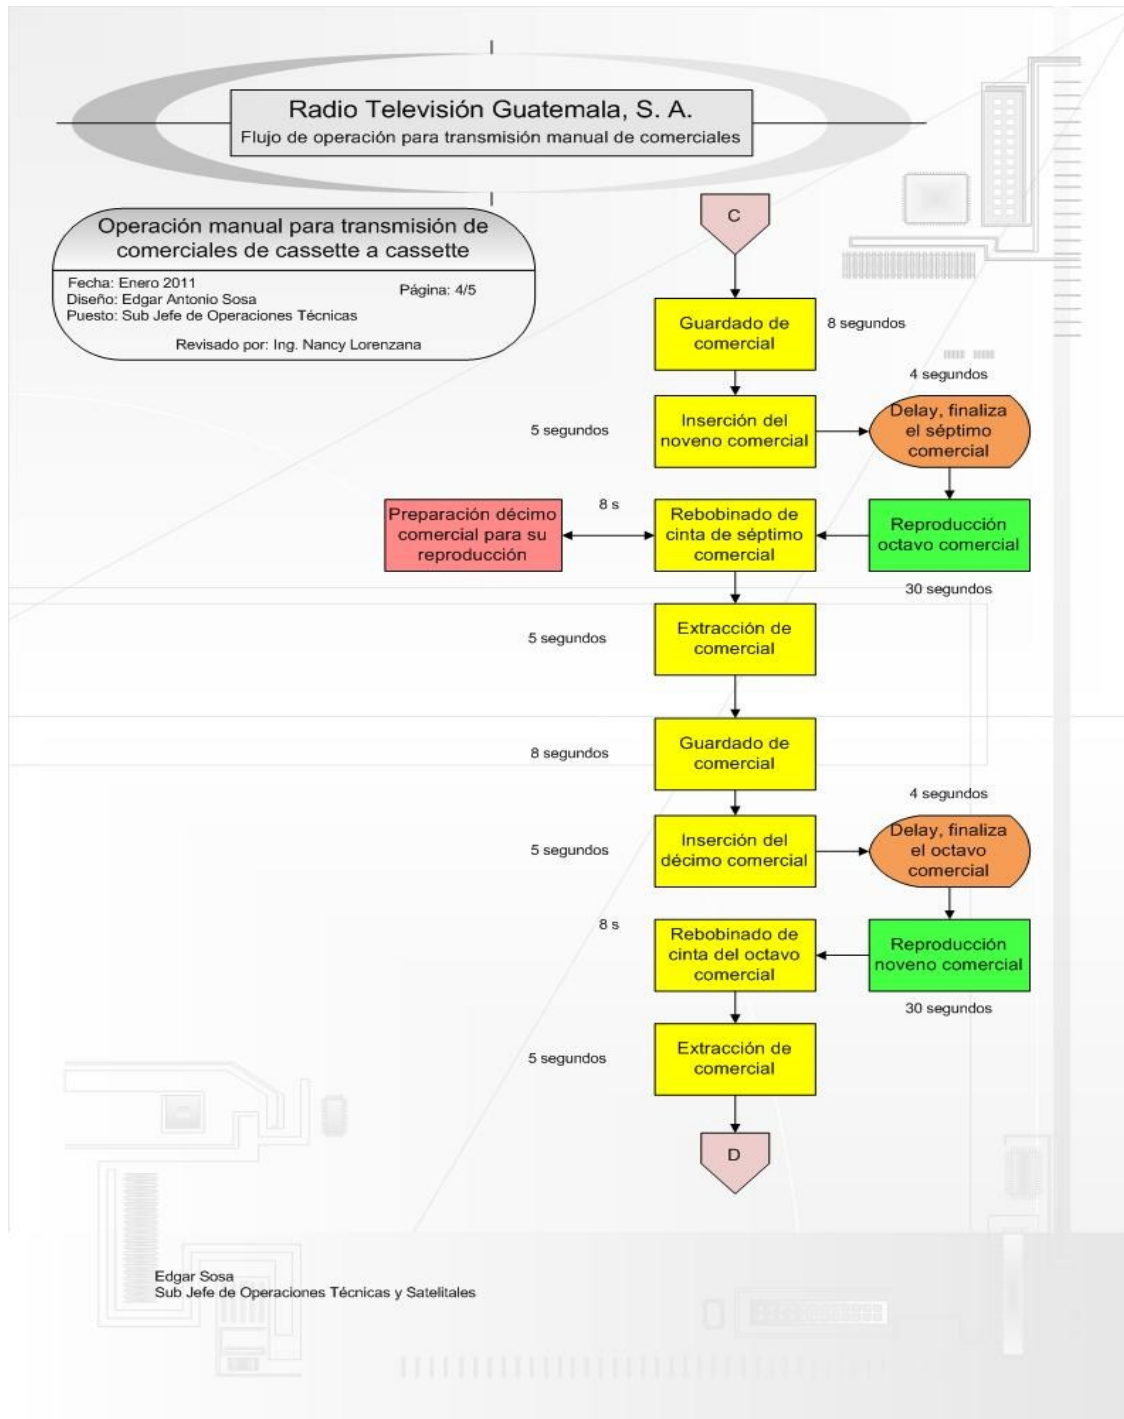 Radio Televisión Guatemala, S. A.
Flujo de operación para transmisión manual de comerciales
Operación manual para transmisión de
comerciales de cassette a cassette
Fecha: Enero 2011
Página: 4/5
Diseño: Edgar Antonio Sosa
Puesto: Sub Jefe de Operaciones Técnicas
Revisado por: Ing. Nancy Lorenzana
C
Guardado de
comercial
8 segundos
5 segundos
Inserción del
noveno comercial
4 segundos
Delay, finaliza
el séptimo
comercial
Preparación décimo
comercial para su
reproducción
8 s
Rebobinado de
cinta de séptimo
comercial
Reproducción
octavo comercial
30 segundos
5 segundos
Extracción de
comercial
8 segundos
Guardado de
comercial
5 segundos
Inserción del
décimo comercial
4 segundos
Delay, finaliza
el octavo
comercial
8 s
Rebobinado de
cinta del octavo
comercial
Reproducción
noveno comercial
30 segundos
5 segundos
Extracción de
comercial
D
Edgar Sosa
Sub Jefe de Operaciones Técnicas y Satelitales